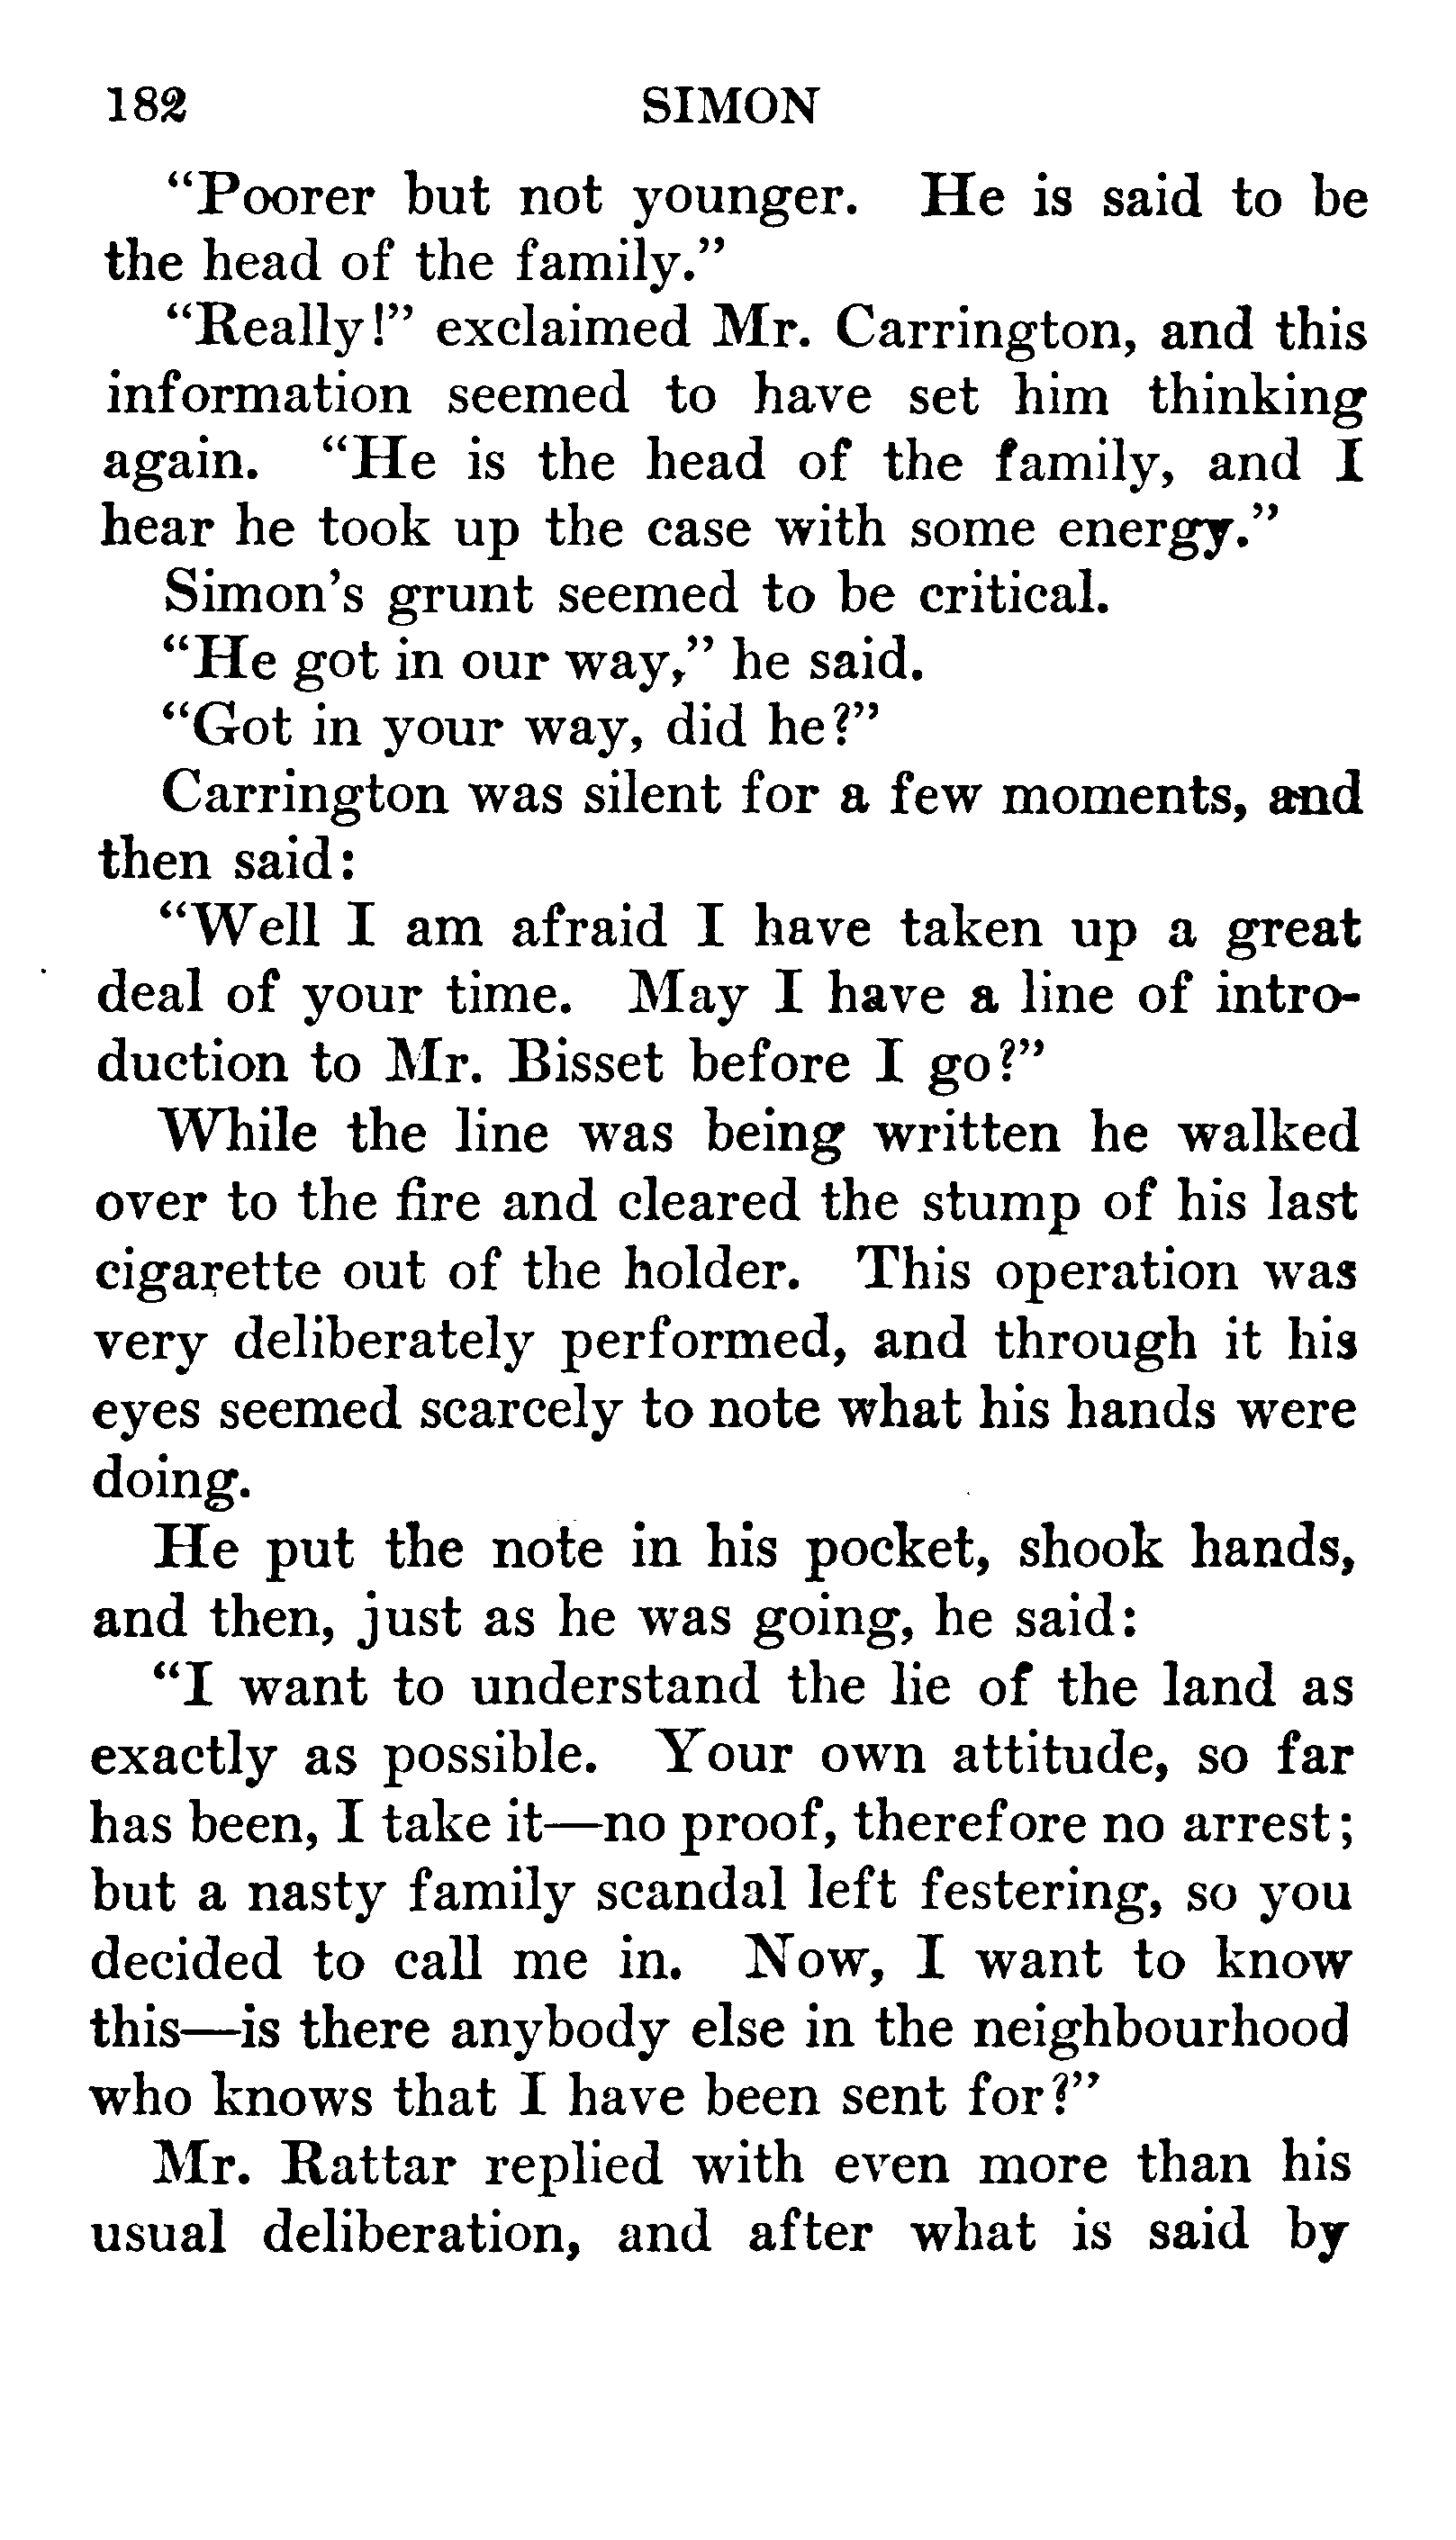 182 SIMON
“Poorer but not younger. He is said to be
the head of the family.”
“Really!” exclaimed Mr. Carrington, and this
information seemed to have set him thinking
again. “He is the head of the family, and I
hear he took up the case with some energy.”
Simon’s grunt seemed to be critical.
“He got in our way,” he said.
“Got in your way, did he?”
Carrington was silent for a few moments, and
then said:
“Well I am afraid I have taken up a great
deal of your time. May I have a line of intro-
duction to Mr. Bisset before I go?”
While the line was being written he walked
over to the fire and cleared the stump of his last
cigarette out of the holder. This operation was
very deliberately performed, and through it his
eyes seemed scarcely to note what his hands were
doing.
He put the note in his pocket, shook hands,
and then, just as he was going, he said:
“I want to understand the lie of the land as
exactly as possible. Your own attitude, so far
has been, I take it—no proof, therefore no arrest;
but a nasty family scandal left festering, so you
decided to call me in. Now, I want to know
this—is there anybody else in the neighbourhood
who knows that I have been sent for?”
Mr. Rattar replied with even more than his
usual deliberation, and after what is said by